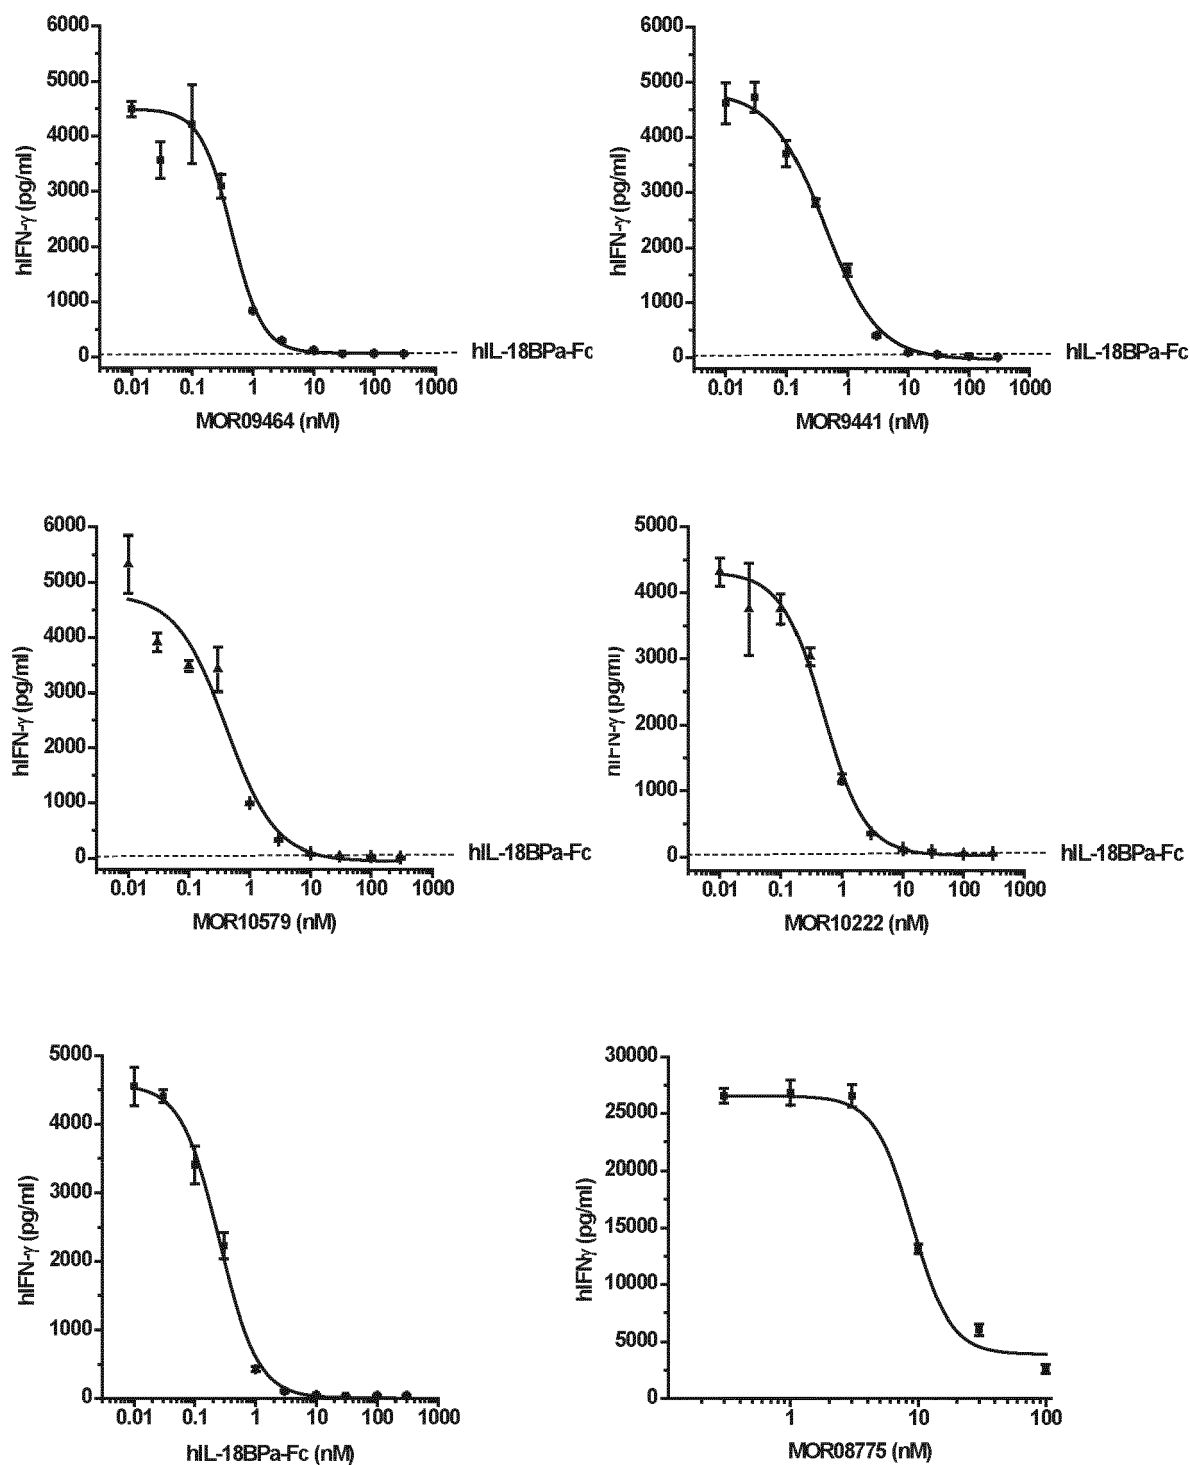 6000
5000
4000
3000
2000
1000
0
hIFN-γ (pg/ml)
hIL-18BPa-Fc
0.01 0.1 1 10 100 1000
MOR09464 (nM)
6000
5000
4000
3000
2000
1000
0
hIFN-γ (pg/ml)
hIL-18BPa-Fc
0.01 0.1 1 10 100 1000
MOR9441 (nM)
6000
5000
4000
3000
2000
1000
0
hIFN-γ (pg/ml)
hIL-18BPa-Fc
0.01 0.1 1 10 100 1000
MOR10579 (nM)
5000
4000
3000
2000
1000
0
hIFN-γ (pg/ml)
hIL-18BPa-Fc
0.01 0.1 1 10 100 1000
MOR10222 (nM)
5000
4000
3000
2000
1000
0
hIFN-γ (pg/ml)
0.01 0.1 1 10 100 1000
hIL-18BPa-Fc (nM)
30000
25000
20000
15000
10000
5000
0
hIFNγ (pg/ml)
1 10 100
MOR08775 (nM)